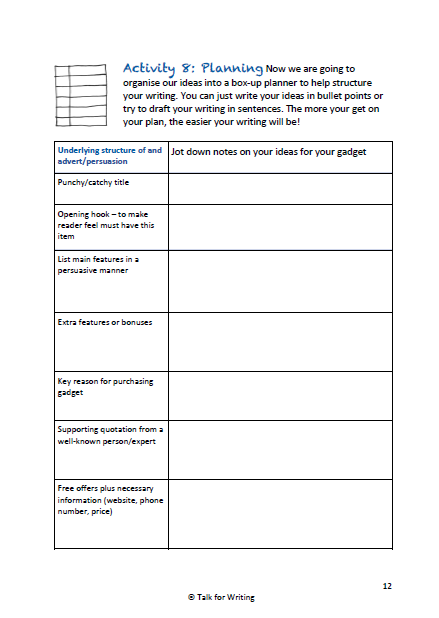 Activity 8: Planning Now we are going to
organise our ideas into a box-up planner to help structure
your writing. You can just write your ideas in bullet points or
try to draft your writing in sentences. The more your get on
your plan, the easier your writing will be!
Underlying structure of and
advert/persuasion
Jot down notes on your ideas for your gadget
Punchy/catchy title
Opening hook – to make
reader feel must have this
item
List main features in a
persuasive manner
Extra features or bonuses
Key reason for purchasing
gadget
Supporting quotation from a
well-known person/expert
Free offers plus necessary
information (website, phone
number, price)
12
© Talk for Writing